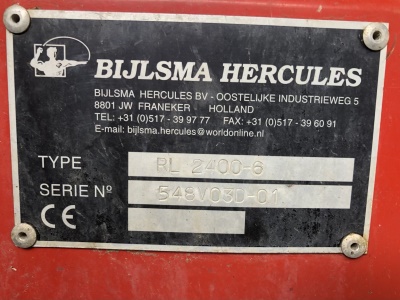 BIJLSMA HERCULES
BIJLSMA HERCULES BV - OOSTELIJKE INDUSTRIEWEG 5
8801 JW FRANEKER HOLLAND
TEL: +31 (0)517 - 39 97 77 FAX: +31 (0)517 - 39 60 91
E-mail: bijlsma.hercules@worldonline.nl
TYPE RL 2400-6
SERIE Nº 548V03D-01
CE